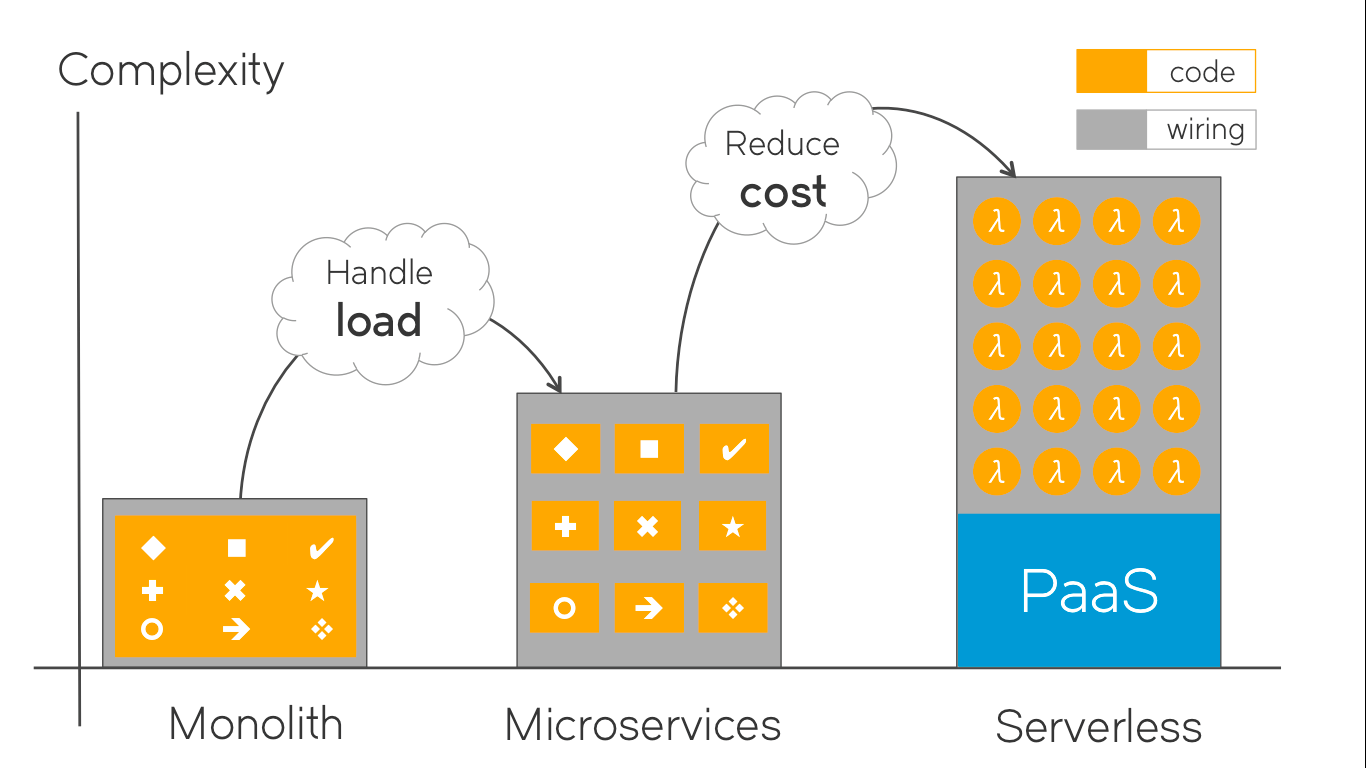 Complexity
code
wiring
Reduce
cost
Handle
load
λ λ λ λ
λ λ λ λ
λ λ λ λ
λ λ λ λ
λ λ λ λ
PaaS
Monolith
Microservices
Serverless